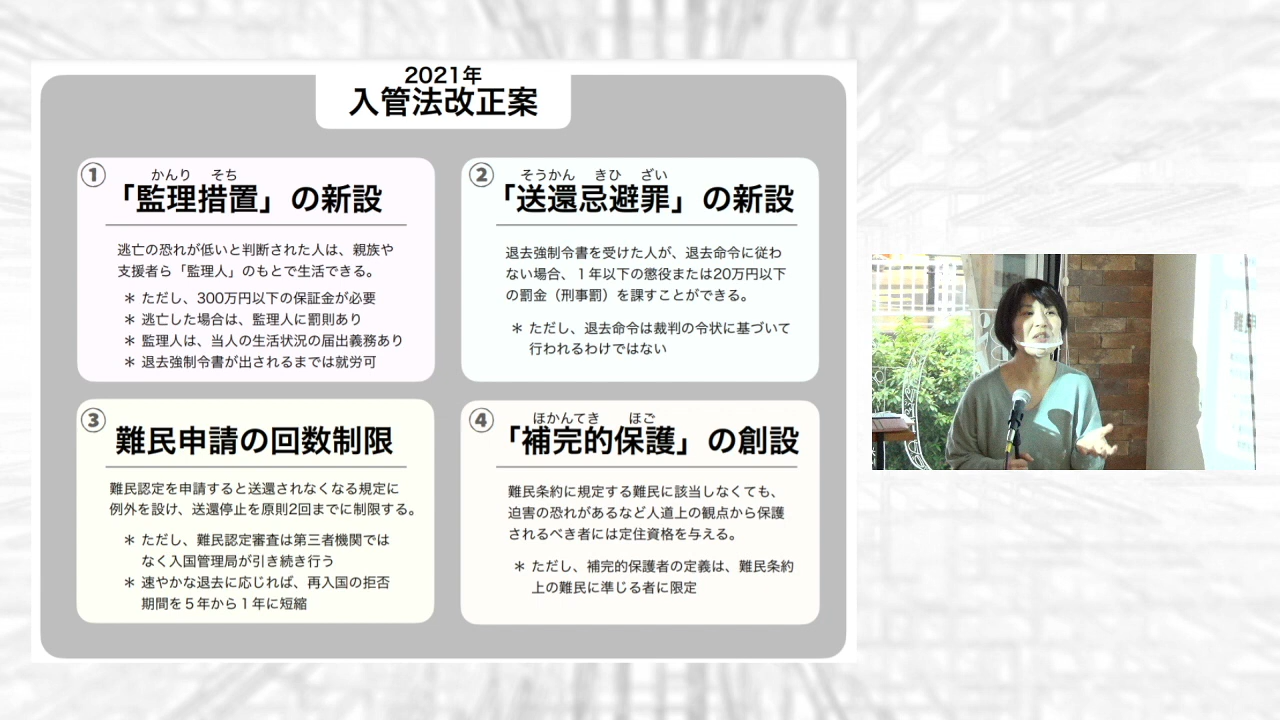 2021年
入管法改正案
①
かんり そち
「監理措置」の新設
逃亡の恐れが低いと判断された人は、親族や
支援者ら「監理人」のもとで生活できる。
＊ ただし、300万円以下の保証金が必要
＊ 逃亡した場合は、監理人に罰則あり
＊ 監理人は、当人の生活状況の届出義務あり
＊ 退去強制令書が出されるまでは就労可
②
そうかん きひ ざい
「送還忌避罪」の新設
退去強制令書を受けた人が、退去命令に従わ
ない場合、１年以下の懲役または20万円以下
の罰金（刑事罰）を課すことができる。
＊ ただし、退去命令は裁判の令状に基づいて
行われるわけではない
③
難民申請の回数制限
難民認定を申請すると送還されなくなる規定に
例外を設け、送還停止を原則2回までに制限する。
＊ ただし、難民認定審査は第三者機関では
なく入国管理局が引き続き行う
＊ 速やかな退去に応じれば、再入国の拒否
期間を５年から１年に短縮
④
ほかんてき ほご
「補完的保護」の創設
難民条約に規定する難民に該当しなくても、
迫害の恐れがあるなど人道上の観点から保護
されるべき者には定住資格を与える。
＊ ただし、補完的保護者の定義は、難民条約
上の難民に準じる者に限定